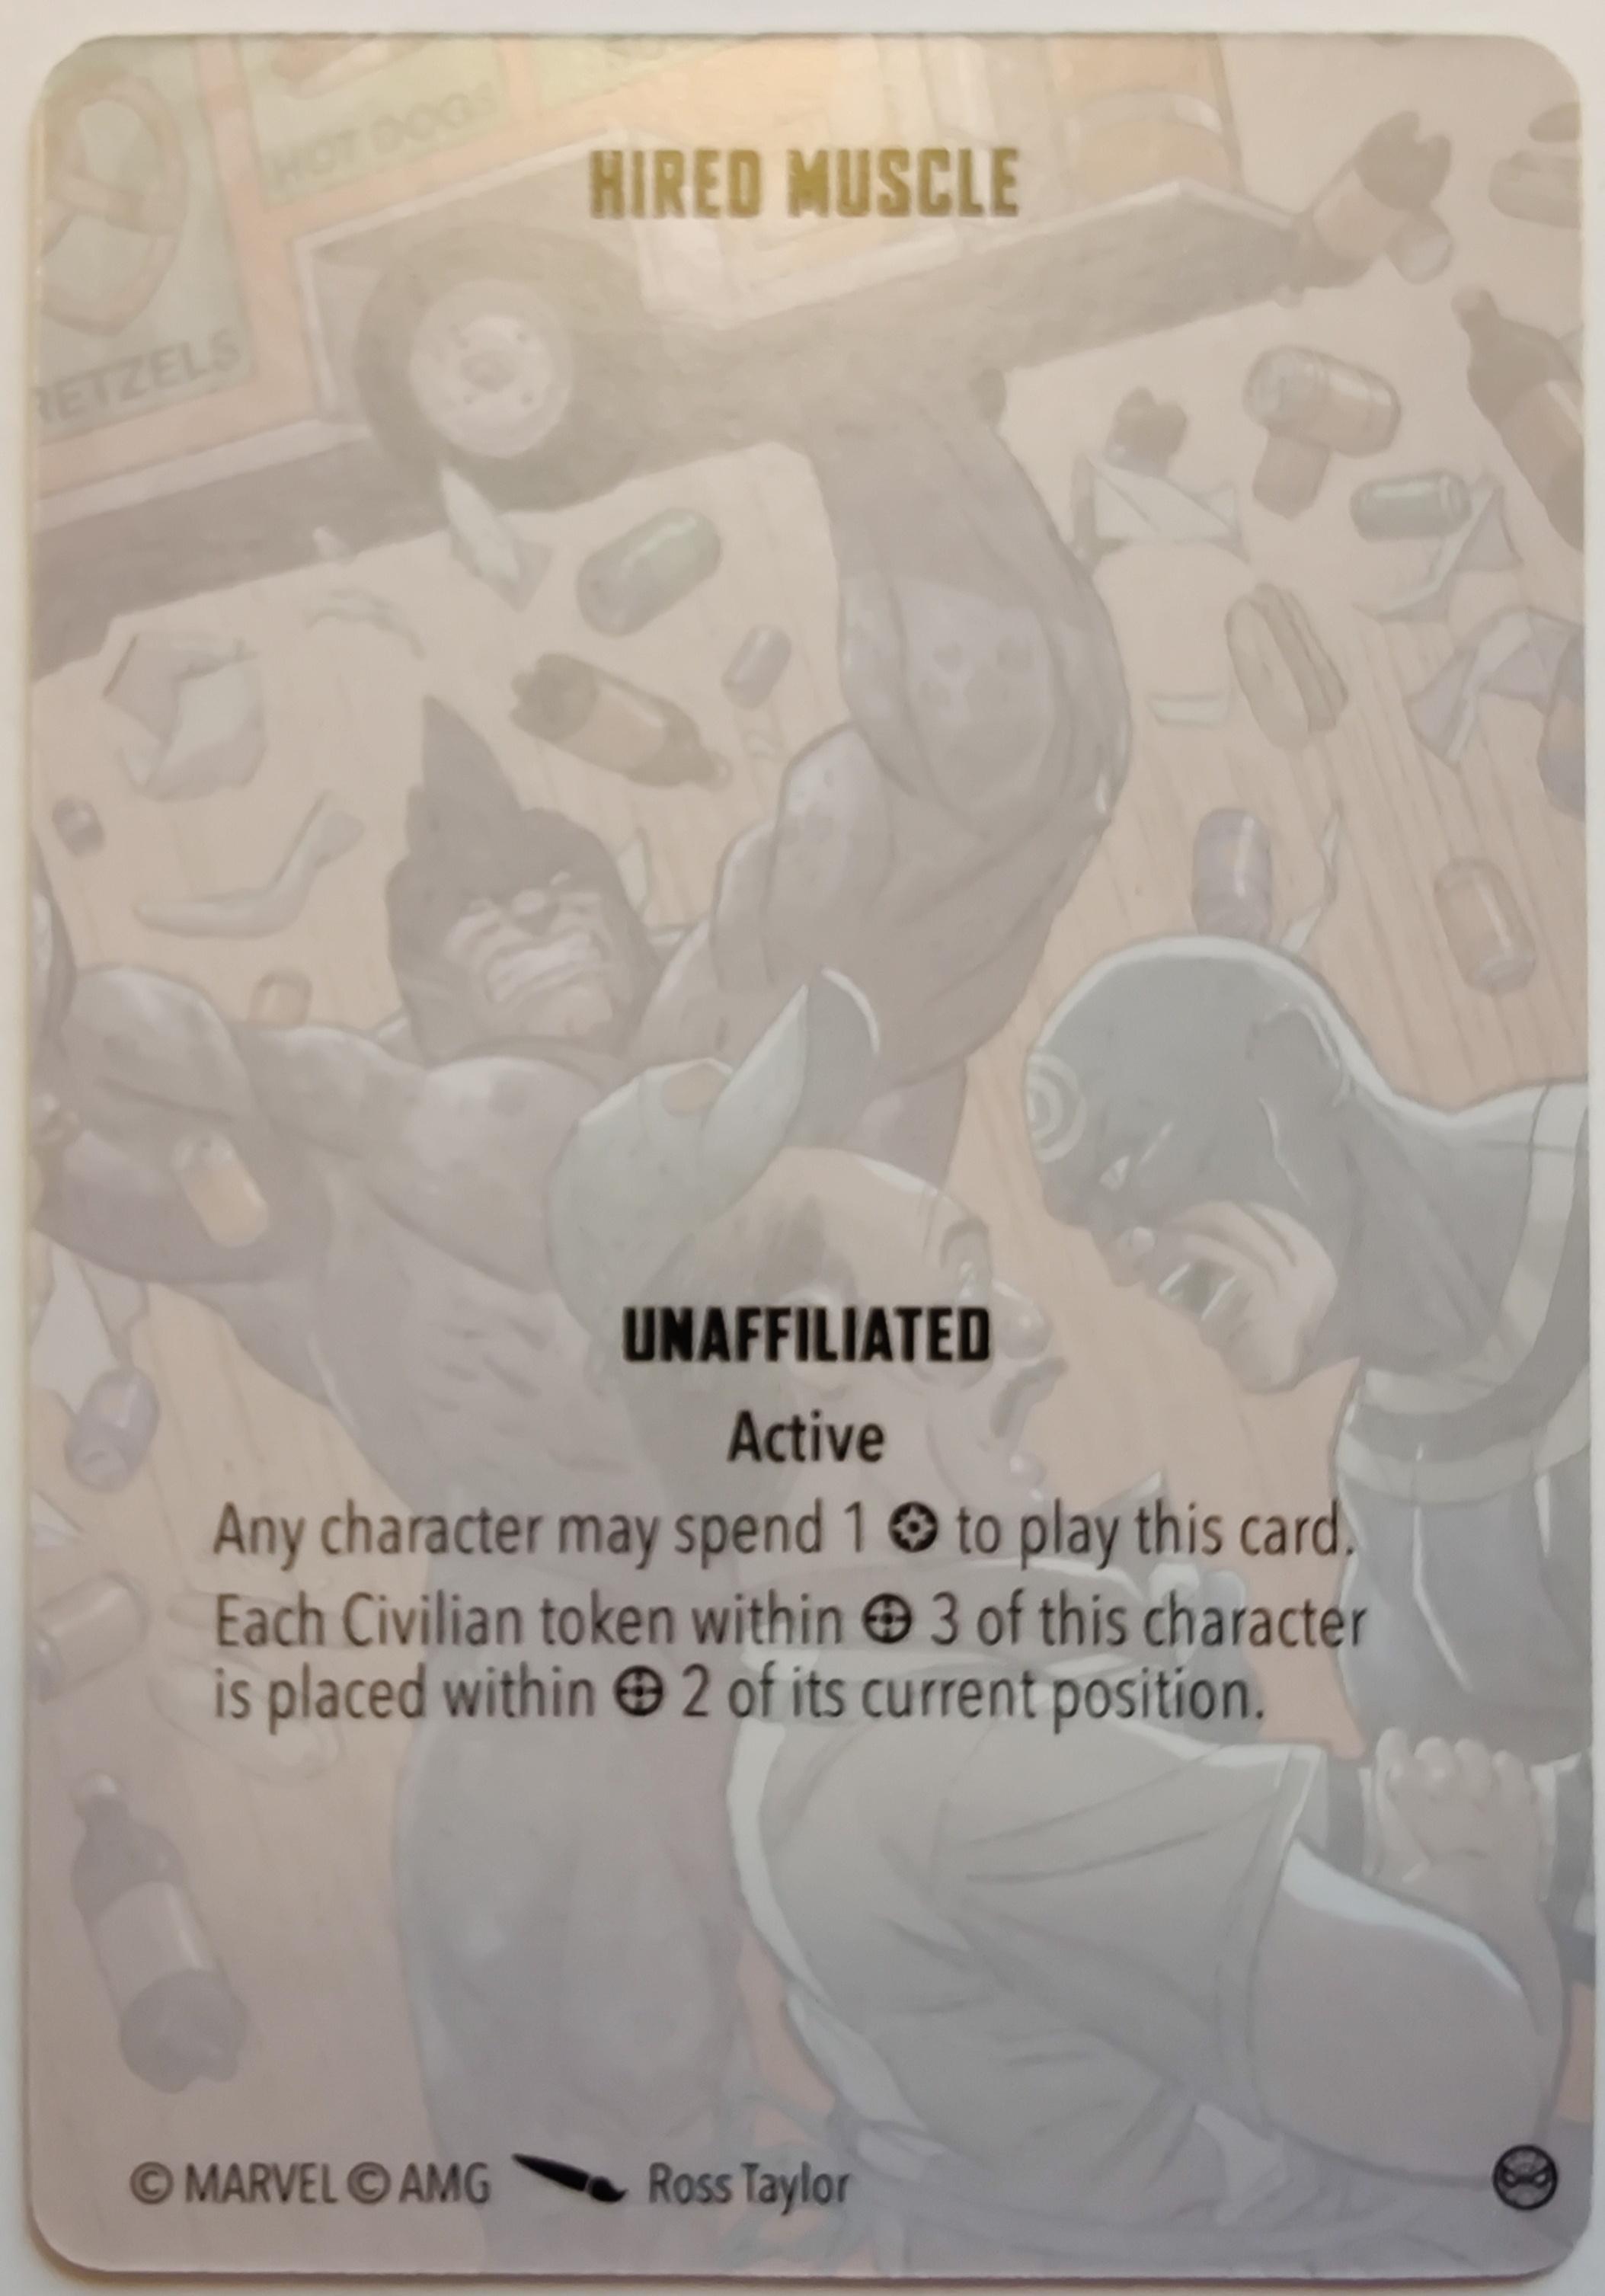 HOT DOGS
RETZELS
HIRED MUSCLE
UNAFFILIATED
Active
Any character may spend 1 to play this card.
Each Civilian token within 3 of this character
is placed within 2 of its current position.
© MARVEL © AMG Ross Taylor